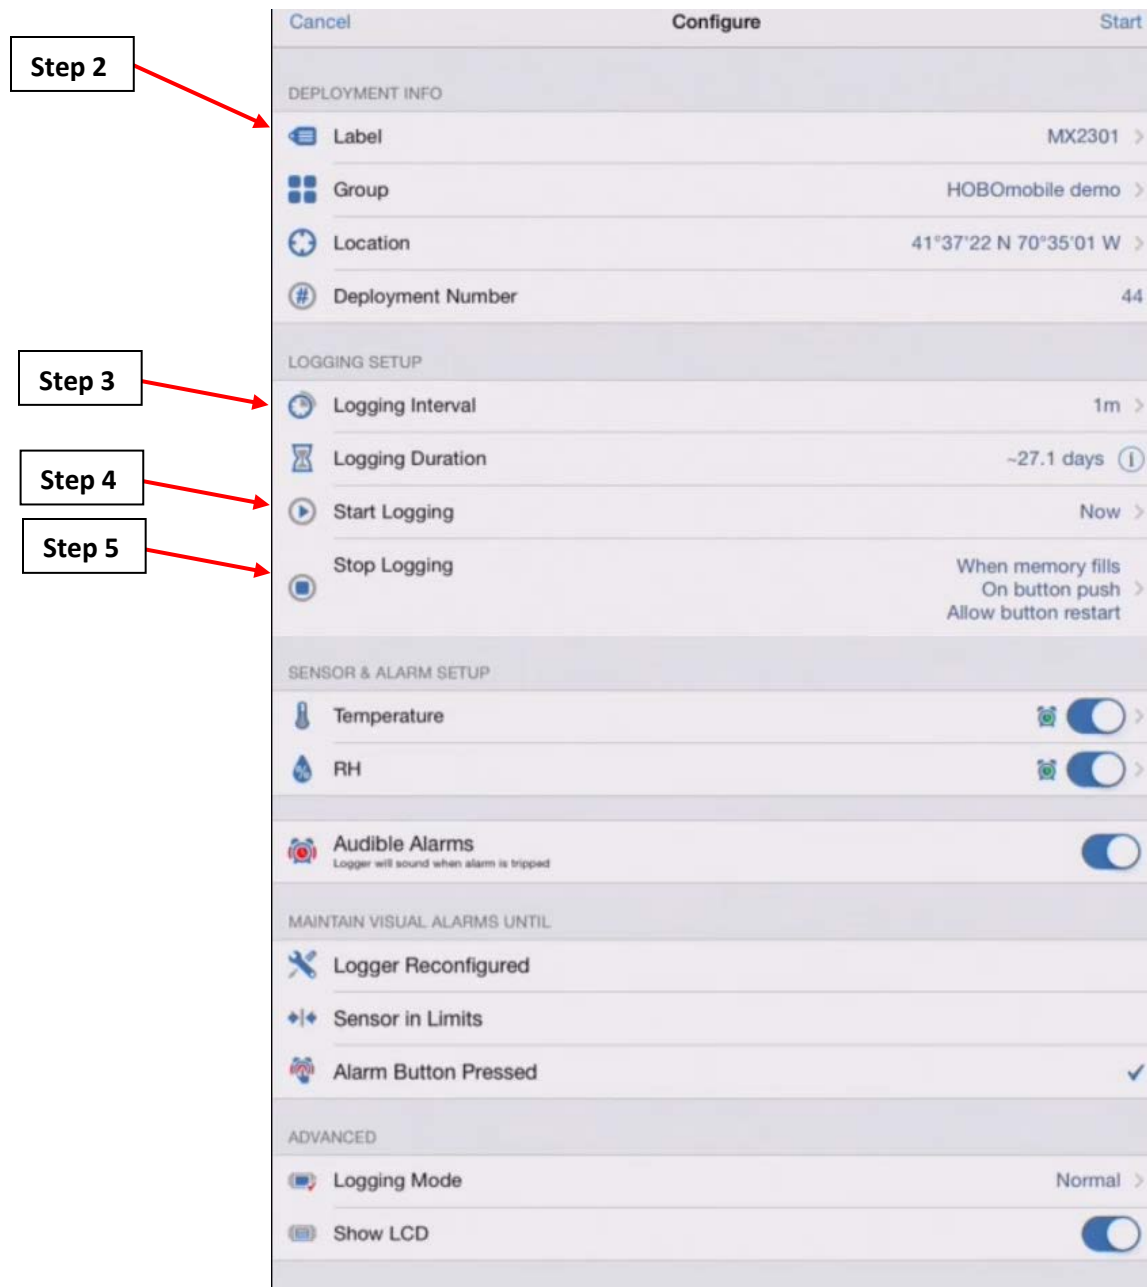 Cancel Configure Start
Step 2
DEPLOYMENT INFO
Label MX2301
Group HOBOmobile demo
Location 41°37'22 N 70°35'01 W
# Deployment Number 44
LOGGING SETUP
Step 3
Logging Interval 1m
Logging Duration ~27.1 days i
Step 4
Start Logging Now
Step 5
Stop Logging When memory fills
On button push
Allow button restart
SENSOR & ALARM SETUP
Temperature
% RH
Audible Alarms
Logger will sound when alarm is tripped
MAINTAIN VISUAL ALARMS UNTIL
Logger Reconfigured
Sensor in Limits
Alarm Button Pressed
ADVANCED
Logging Mode Normal
Show LCD